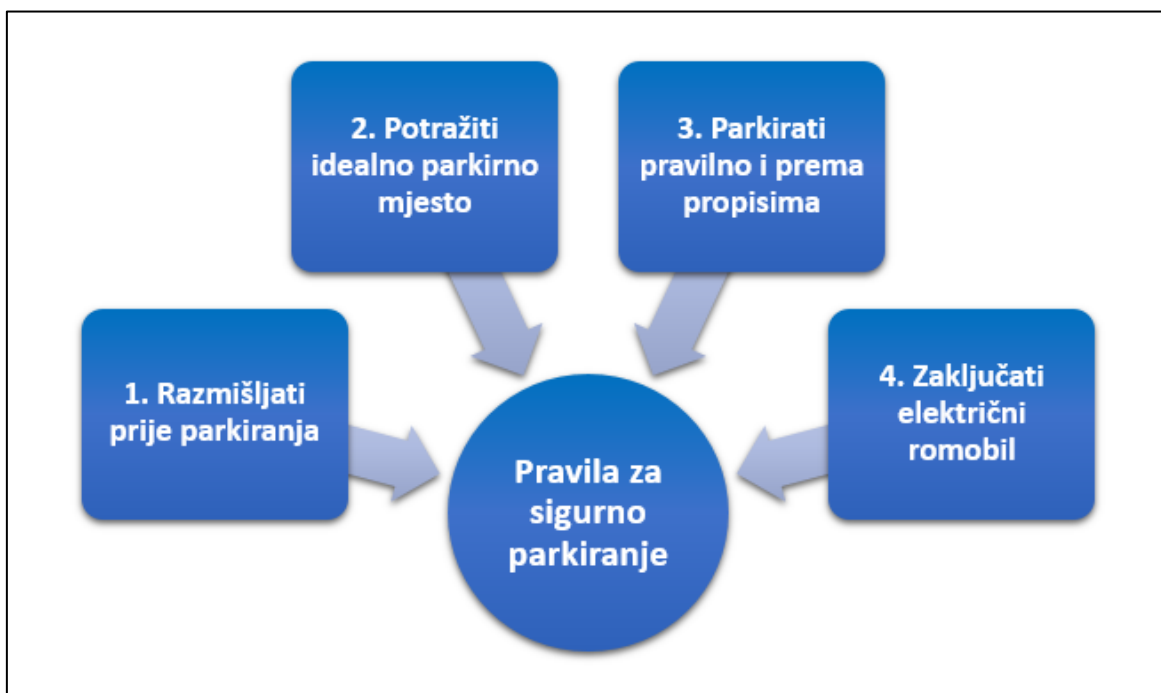 1. Razmišljati
prije parkiranja
2. Potražiti
idealno parkirno
mjesto
3. Parkirati
pravilno i prema
propisima
4. Zaključati
električni
romobil
Pravila za
sigurno
parkiranje